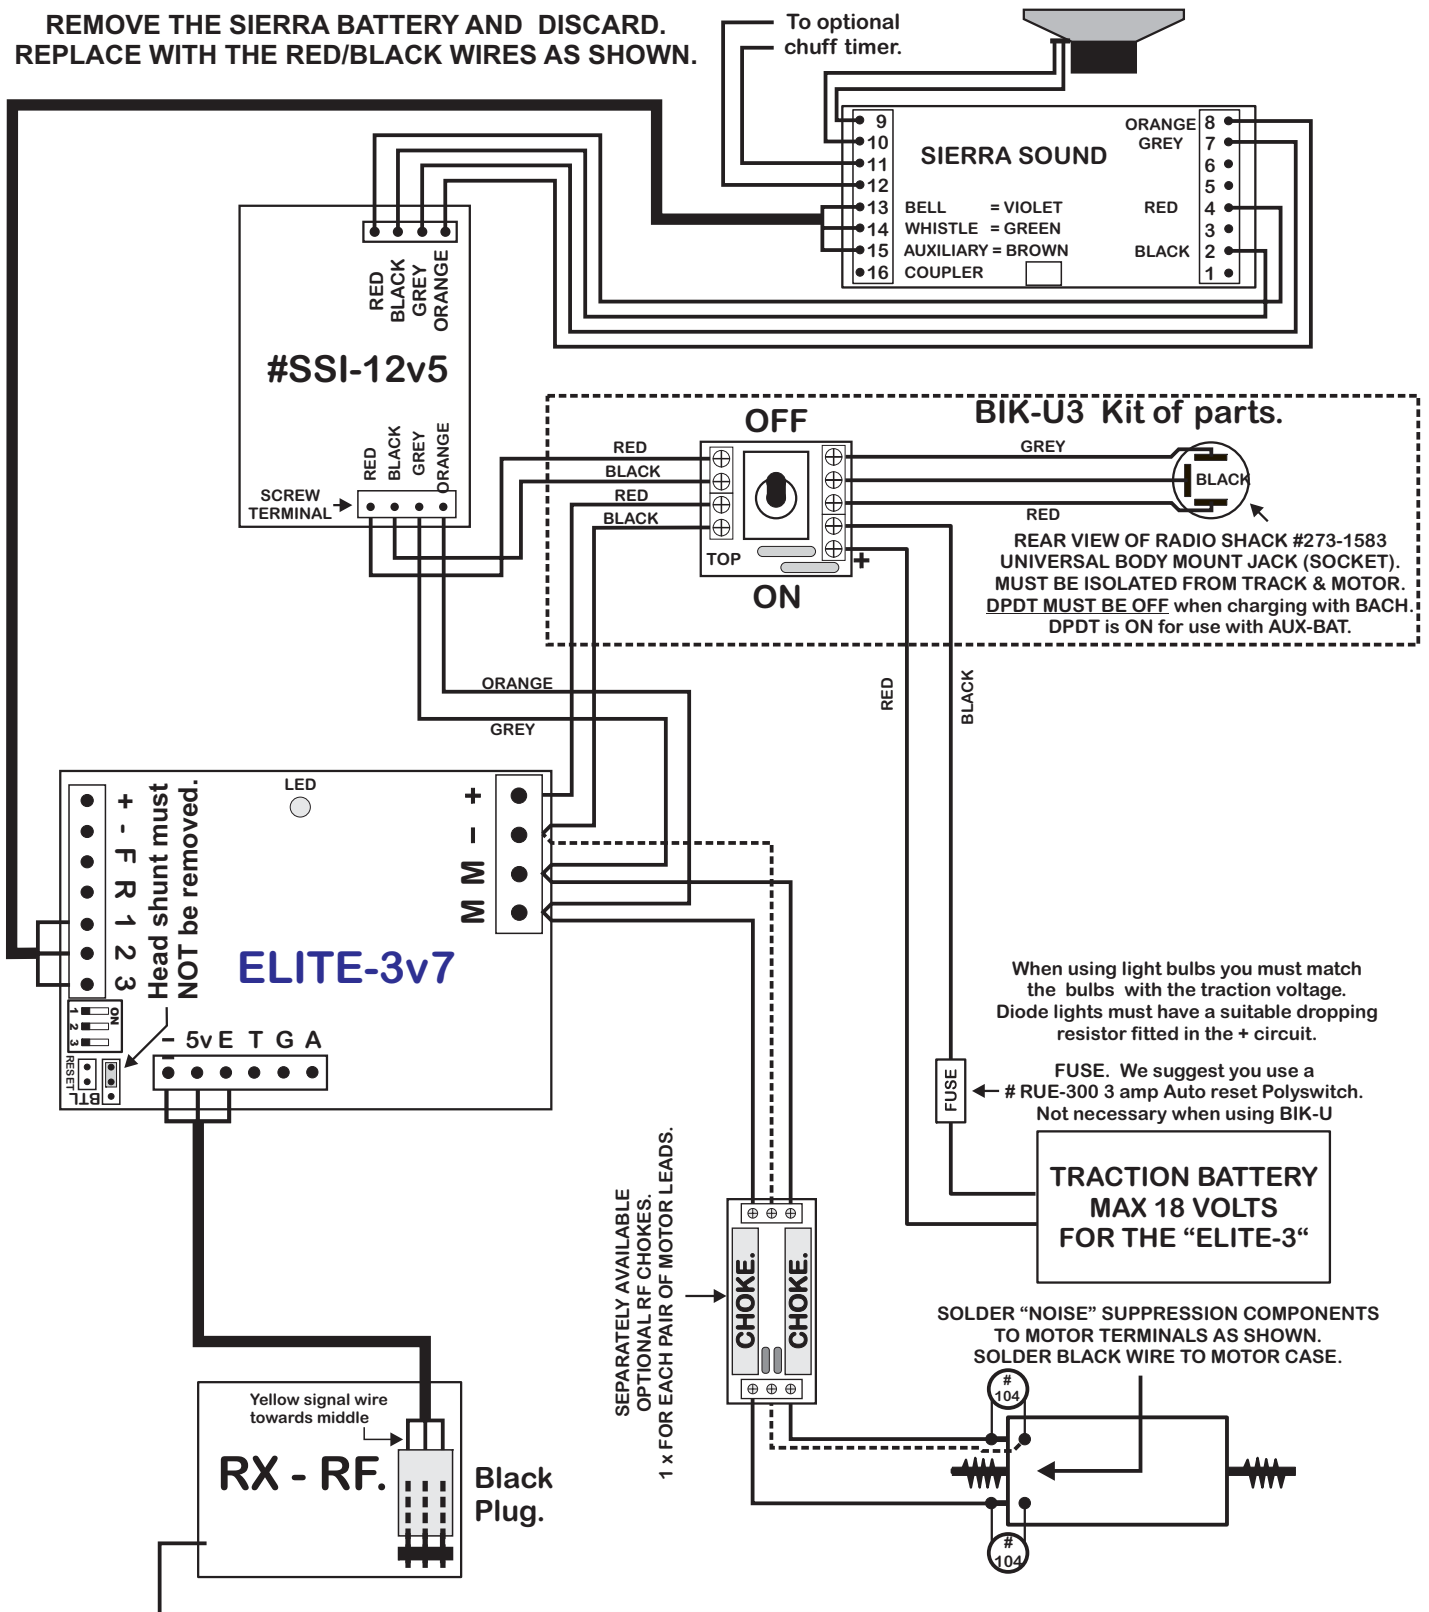 REMOVE THE SIERRA BATTERY AND DISCARD.
REPLACE WITH THE RED/BLACK WIRES AS SHOWN.
To optional
chuff timer.
9
10
11
12
13
14
15
16
SIERRA SOUND
BELL = VIOLET
WHISTLE = GREEN
AUXILIARY = BROWN
COUPLER
ORANGE 8
GREY 7
6
5
RED 4
3
BLACK 2
1
RED
BLACK
GREY
ORANGE
#SSI-12v5
RED
BLACK
GREY
ORANGE
SCREW
TERMINAL
BIK-U3 Kit of parts.
OFF
RED
BLACK
RED
BLACK
TOP
+
ON
GREY
BLACK
RED
REAR VIEW OF RADIO SHACK #273-1583
UNIVERSAL BODY MOUNT JACK (SOCKET).
MUST BE ISOLATED FROM TRACK & MOTOR.
DPDT MUST BE OFF when charging with BACH.
DPDT is ON for use with AUX-BAT.
ORANGE
GREY
RED
BLACK
LED
+
-
F
R
1
2
3
Head shunt must
NOT be removed.
+
-
M
M
ELITE-3v7
ON
1
2
3
RESET
BTL
- 5v E T G A
When using light bulbs you must match
the bulbs with the traction voltage.
Diode lights must have a suitable dropping
resistor fitted in the + circuit.
FUSE
FUSE. We suggest you use a
# RUE-300 3 amp Auto reset Polyswitch.
Not necessary when using BIK-U
TRACTION BATTERY
MAX 18 VOLTS
FOR THE “ELITE-3“
SEPARATELY AVAILABLE
OPTIONAL RF CHOKES.
1 x FOR EACH PAIR OF MOTOR LEADS.
CHOKE.
CHOKE.
SOLDER “NOISE” SUPPRESSION COMPONENTS
TO MOTOR TERMINALS AS SHOWN.
SOLDER BLACK WIRE TO MOTOR CASE.
#
104
#
104
Yellow signal wire
towards middle
RX - RF.
Black
Plug.